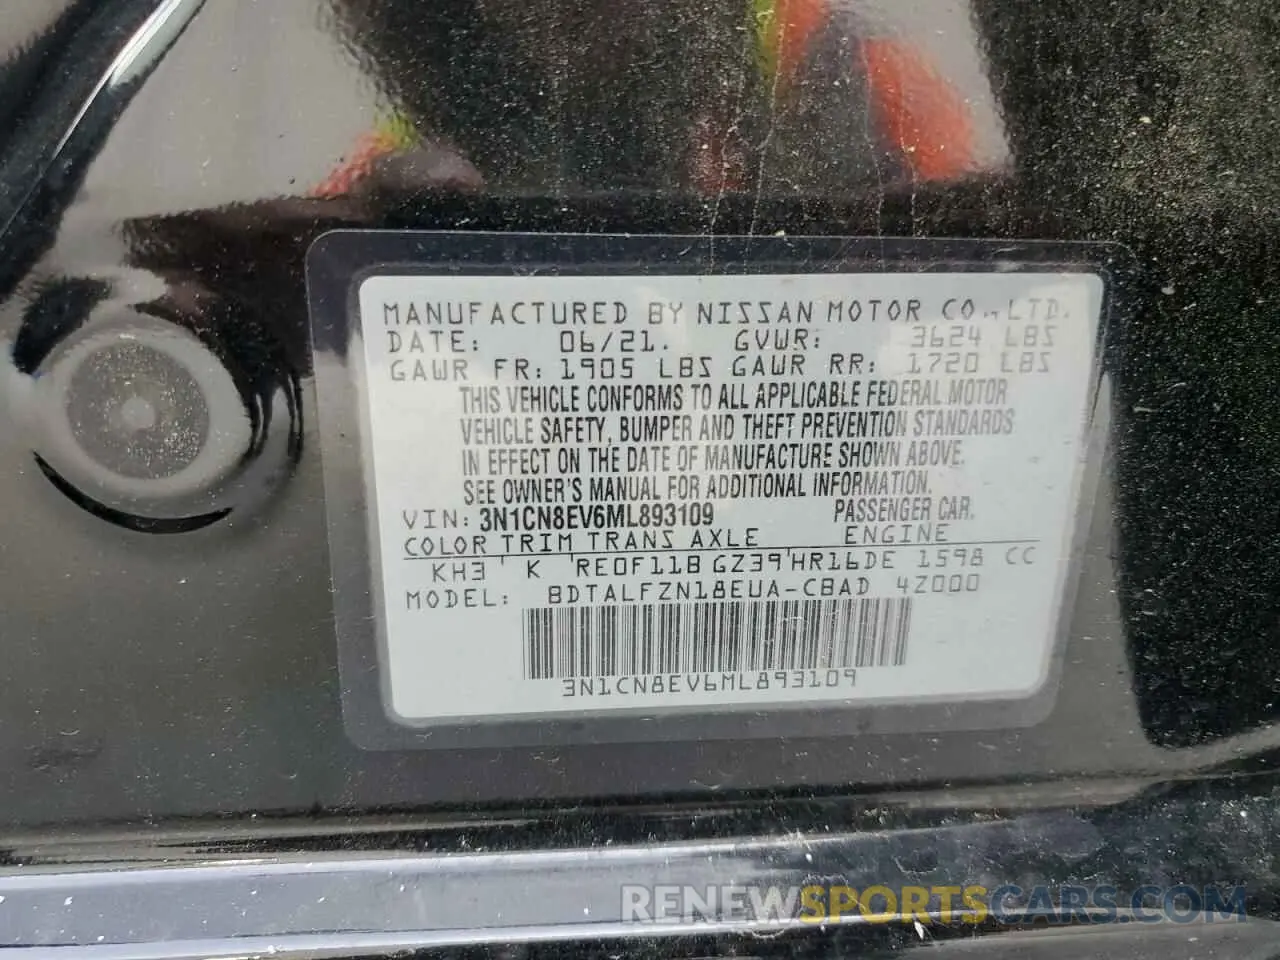 MANUFACTURED BY NISSAN MOTOR CO., LTD.
DATE: 06/21. GVWR: 3624 LBS
GAWR FR: 1905 LBS GAWR RR: 1720 LBS
THIS VEHICLE CONFORMS TO ALL APPLICABLE FEDERAL MOTOR
VEHICLE SAFETY, BUMPER AND THEFT PREVENTION STANDARDS
IN EFFECT ON THE DATE OF MANUFACTURE SHOWN ABOVE.
SEE OWNER'S MANUAL FOR ADDITIONAL INFORMATION.
VIN: 3N1CN8EV6ML893109 PASSENGER CAR.
COLOR TRIM TRANS AXLE ENGINE
KH3 ' K ' RE0F11B GZ39 ' HR16DE 1598 CC
MODEL: BDTALFZN18EUA-CBAD 4Z000
3N1CN8EV6ML893109
RENEWSPORTSCARS.COM